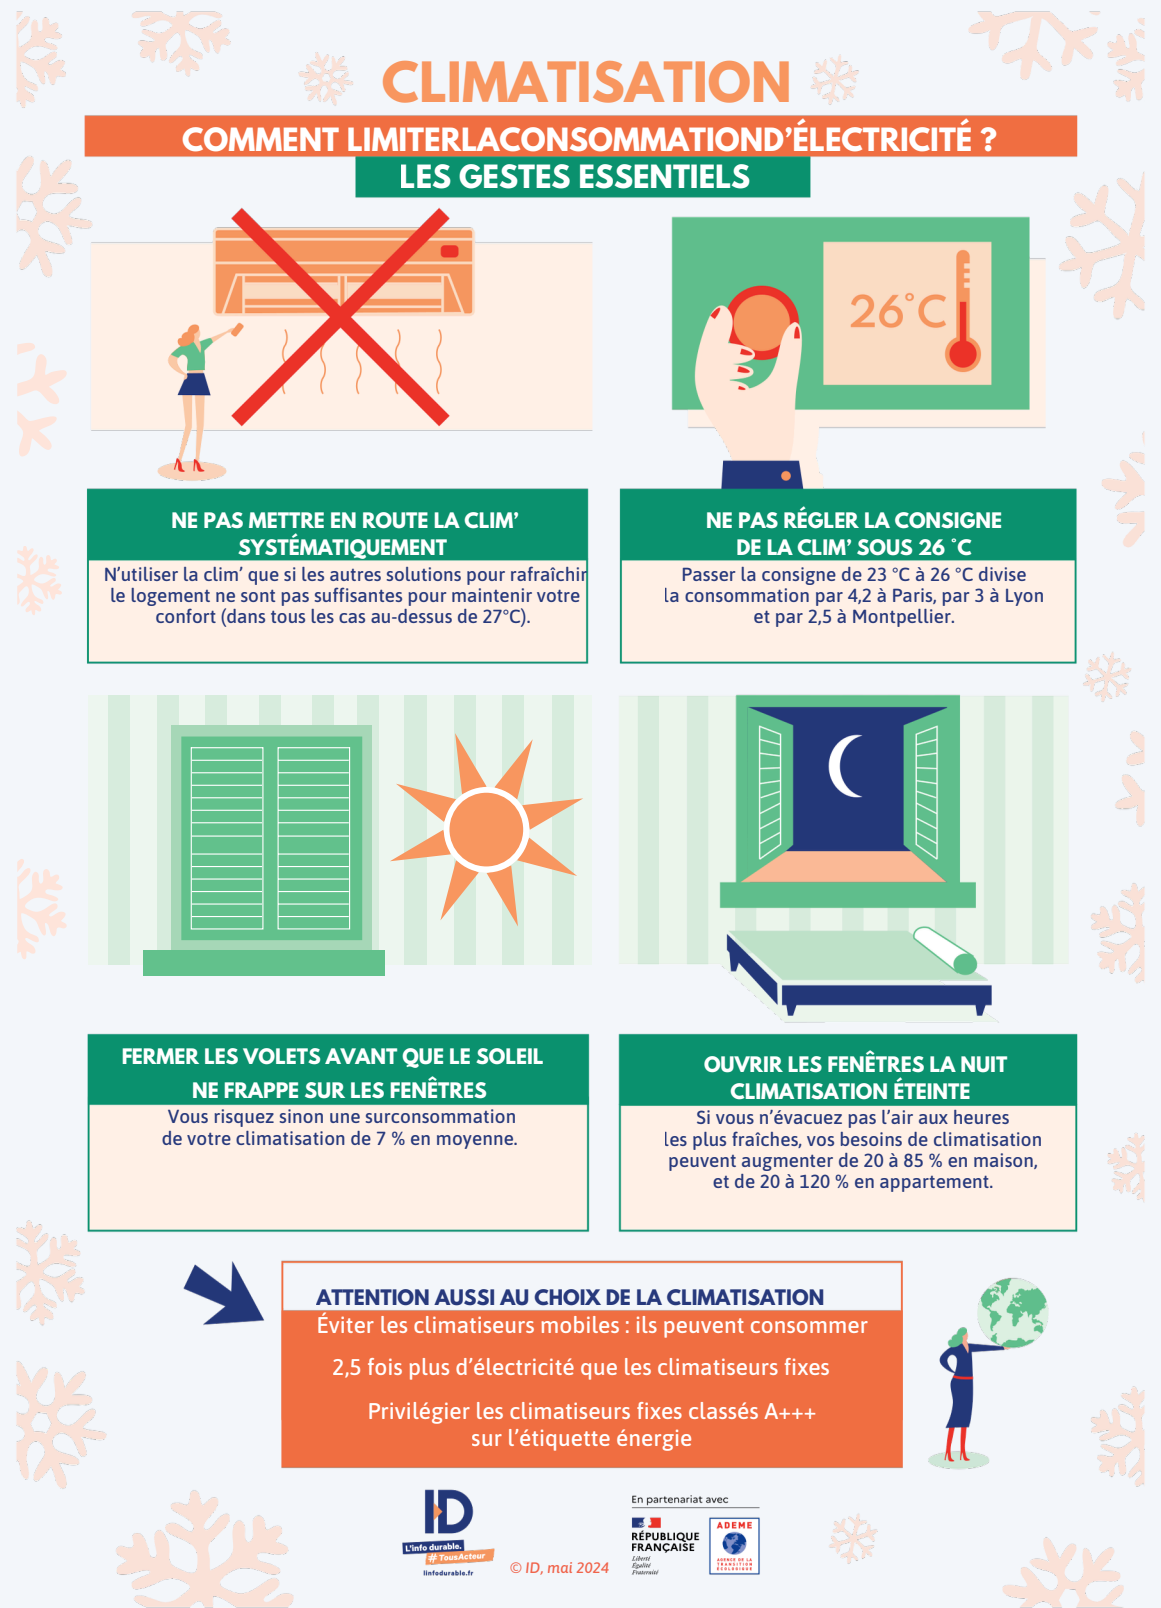 CLIMATISATION
COMMENT LIMITERLACONSOMMATIOND’ÉLECTRICITÉ ?
LES GESTES ESSENTIELS
26°C
NE PAS METTRE EN ROUTE LA CLIM’
SYSTÉMATIQUEMENT
N’utiliser la clim’ que si les autres solutions pour rafraîchir
le logement ne sont pas suffisantes pour maintenir votre
confort (dans tous les cas au-dessus de 27°C).
NE PAS RÉGLER LA CONSIGNE
DE LA CLIM’ SOUS 26 °C
Passer la consigne de 23 °C à 26 °C divise
la consommation par 4,2 à Paris, par 3 à Lyon
et par 2,5 à Montpellier.
FERMER LES VOLETS AVANT QUE LE SOLEIL
NE FRAPPE SUR LES FENÊTRES
Vous risquez sinon une surconsommation
de votre climatisation de 7 % en moyenne.
OUVRIR LES FENÊTRES LA NUIT
CLIMATISATION ÉTEINTE
Si vous n’évacuez pas l’air aux heures
les plus fraîches, vos besoins de climatisation
peuvent augmenter de 20 à 85 % en maison,
et de 20 à 120 % en appartement.
ATTENTION AUSSI AU CHOIX DE LA CLIMATISATION
Éviter les climatiseurs mobiles : ils peuvent consommer
2,5 fois plus d’électricité que les climatiseurs fixes
Privilégier les climatiseurs fixes classés A+++
sur l’étiquette énergie
ID
L’info durable.
# TousActeur
linfodurable.fr
© ID, mai 2024
En partenariat avec
RÉPUBLIQUE
FRANÇAISE
Liberté
Égalité
Fraternité
ADEME
AGENCE DE LA
TRANSITION
ÉCOLOGIQUE